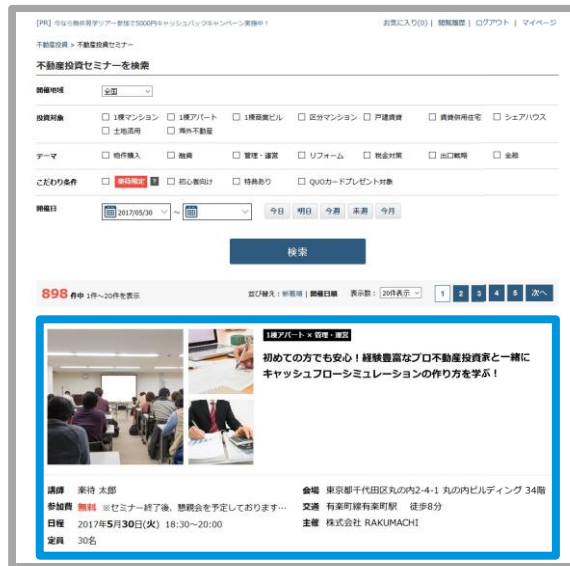 [PR] 今なら物件見学ツアー参加で5000円キャッシュバックキャンペーン実施中！
お気に入り(0) | 閲覧履歴 | ログアウト | マイページ
不動産投資 > 不動産投資セミナー
不動産投資セミナーを検索
開催地域 全国
投資対象 1棟マンション 1棟アパート 1棟商業ビル 区分マンション 戸建賃貸 賃貸併用住宅 シェアハウス
土地活用 海外不動産
テーマ 物件購入 融資 管理・運営 リフォーム 税金対策 出口戦略 全般
こだわり条件 楽待限定 ? 初心者向け 特典あり QUOカードプレゼント対象
開催日 2017/05/30 ～ 今日 明日 今週 来週 今月
検索
898 件中 1件～20件を表示 並び替え：新着順 | 開催日順 表示数： 20件表示 1 2 3 4 5 次へ
1棟アパート × 管理・運営
初めての方でも安心！経験豊富なプロ不動産投資家と一緒に
キャッシュフローシミュレーションの作り方を学ぶ！
講師 楽待 太郎
会場 東京都千代田区丸の内2-4-1 丸の内ビルディング 34階
参加費 無料 ※セミナー終了後、懇親会を予定しております…
交通 有楽町線有楽町駅 徒歩8分
日程 2017年5月30日(火) 18:30～20:00
主催 株式会社 RAKUMACHI
定員 30名